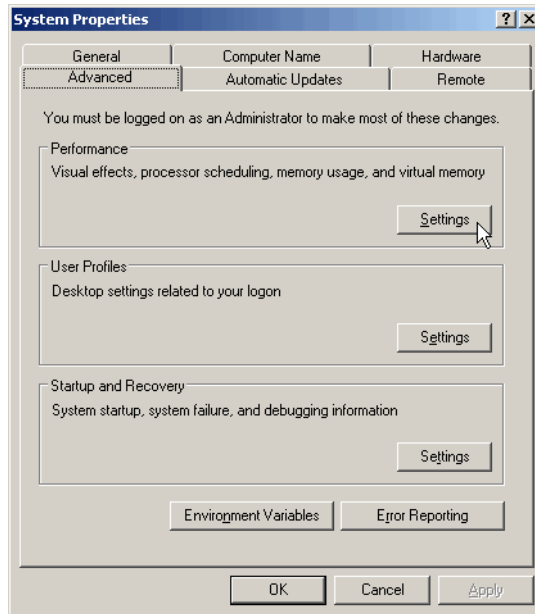 System Properties
? X
General Computer Name Hardware
Advanced Automatic Updates Remote
You must be logged on as an Administrator to make most of these changes.
Performance
Visual effects, processor scheduling, memory usage, and virtual memory
Settings
User Profiles
Desktop settings related to your logon
Settings
Startup and Recovery
System startup, system failure, and debugging information
Settings
Environment Variables Error Reporting
OK Cancel Apply